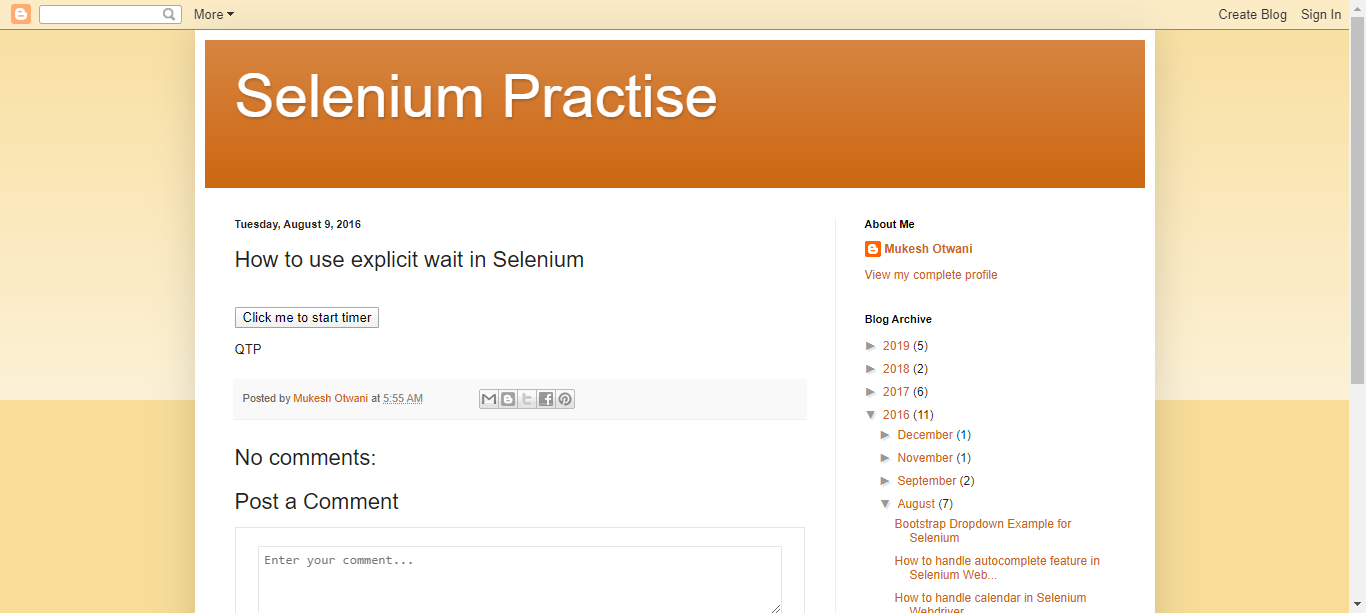 More
Create Blog Sign In
Selenium Practise
Tuesday, August 9, 2016
How to use explicit wait in Selenium
Click me to start timer
QTP
Posted by Mukesh Otwani at 5:55 AM
No comments:
Post a Comment
Enter your comment...
About Me
Mukesh Otwani
View my complete profile
Blog Archive
► 2019 (5)
► 2018 (2)
► 2017 (6)
▼ 2016 (11)
► December (1)
► November (1)
► September (2)
▼ August (7)
Bootstrap Dropdown Example for
Selenium
How to handle autocomplete feature in
Selenium Web...
How to handle calendar in Selenium
Webdriver